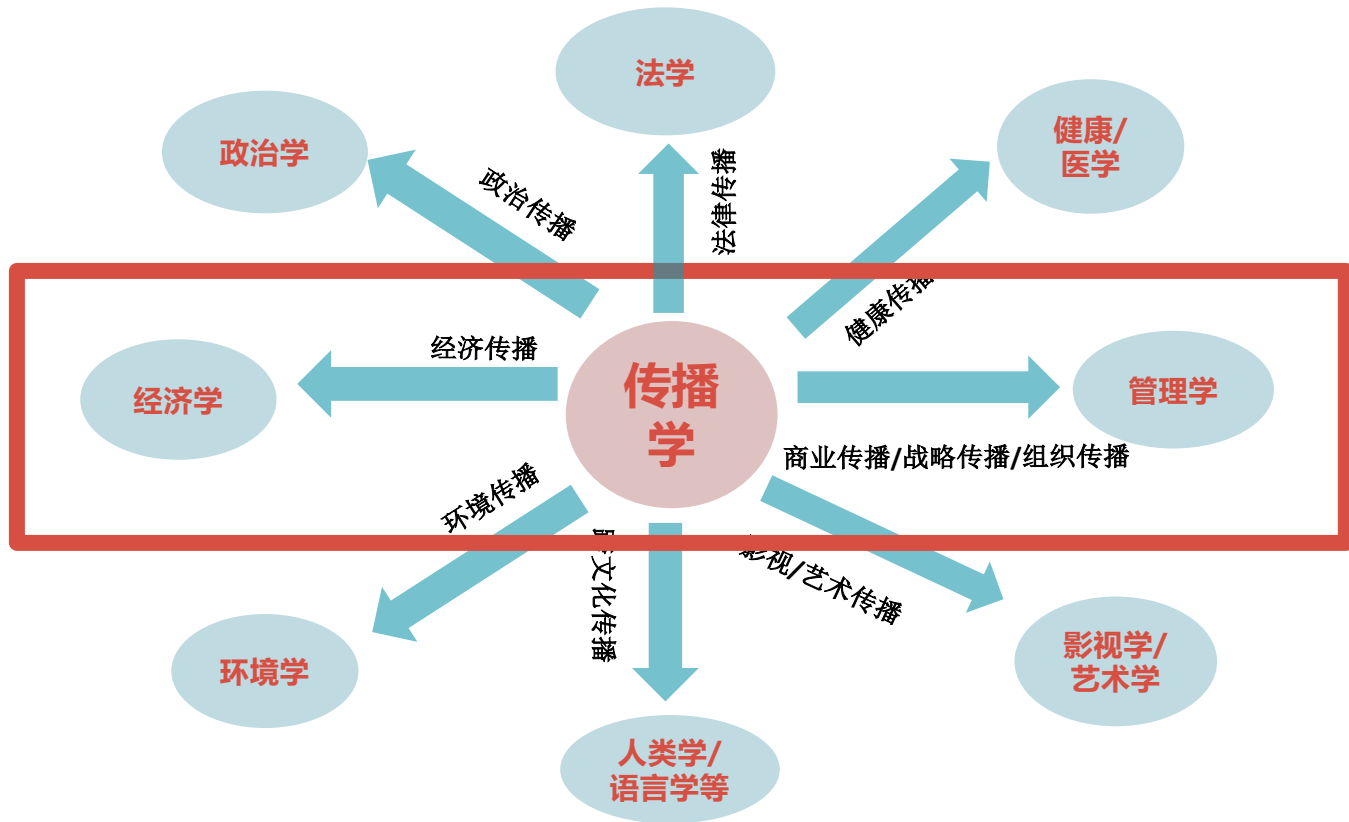 法学
政治学
健康/
医学
政治传播
法律传播
健康传播
经济传播
经济学
传播
学
管理学
商业传播/战略传播/组织传播
环境传播
文化传播
影视/艺术传播
环境学
影视学/
艺术学
人类学/
语言学等